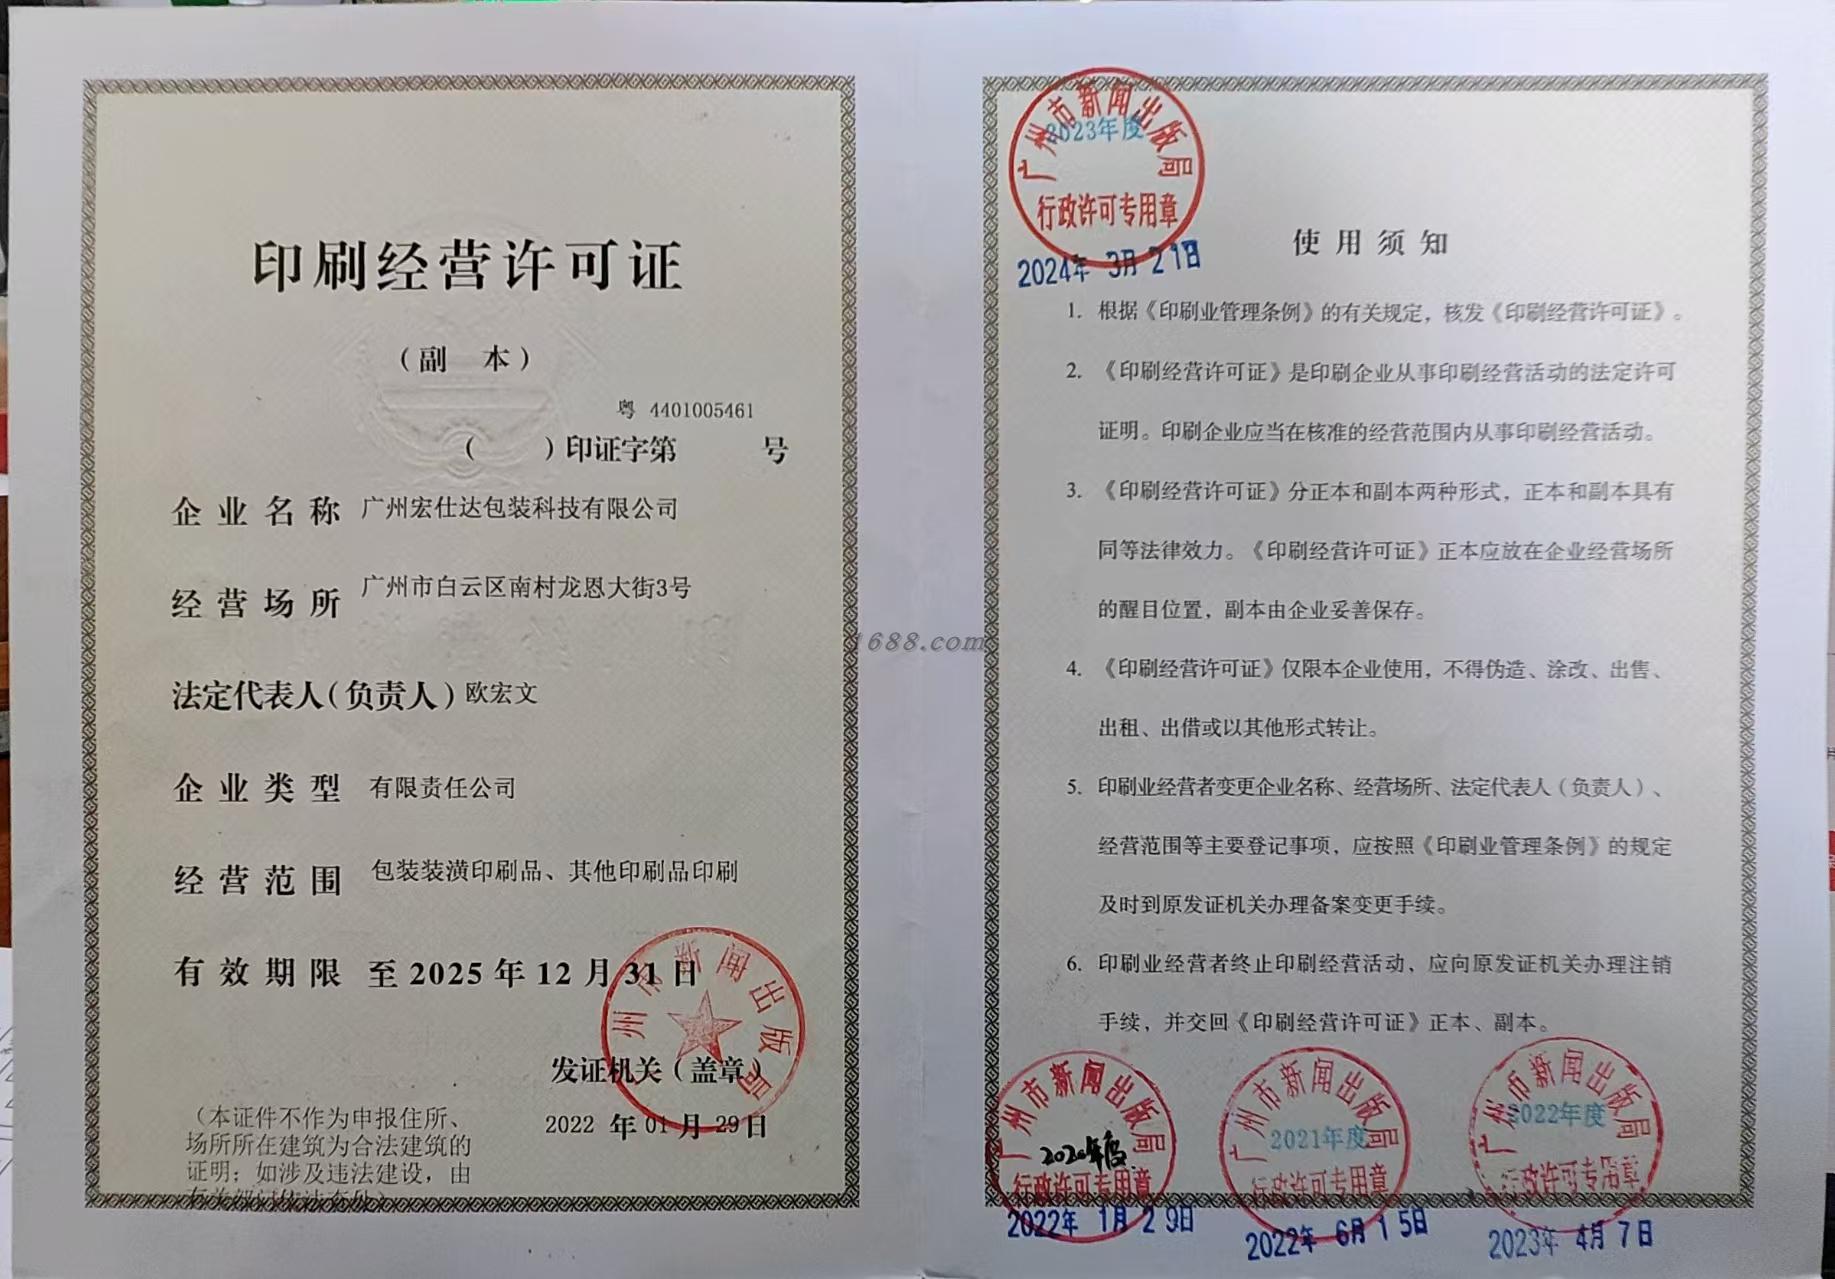 印刷经营许可证
（副 本）
粤 4401005461
（ ）印证字第 号
企业名称 广州宏仕达包装科技有限公司
经营场所 广州市白云区南村龙恩大街3号
法定代表人（负责人）欧宏文
企业类型 有限责任公司
经营范围 包装装潢印刷品、其他印刷品印刷
有效期限 至2025年12月31日
州市新闻出版局
发证机关（盖章）
2022 年 01 月 29 日
（本证件不作为申报住所、
场所所在建筑为合法建筑的
证明；如涉及违法建设，由
有关部门依法查处）
1688.com
广州市新闻出版局
2023年度
行政许可专用章
2024年 3月 21日
使用须知
1. 根据《印刷业管理条例》的有关规定，核发《印刷经营许可证》。
2. 《印刷经营许可证》是印刷企业从事印刷经营活动的法定许可
证明。印刷企业应当在核准的经营范围内从事印刷经营活动。
3. 《印刷经营许可证》分正本和副本两种形式，正本和副本具有
同等法律效力。《印刷经营许可证》正本应放在企业经营场所
的醒目位置，副本由企业妥善保存。
4. 《印刷经营许可证》仅限本企业使用，不得伪造、涂改、出售、
出租、出借或以其他形式转让。
5. 印刷业经营者变更企业名称、经营场所、法定代表人（负责人）、
经营范围等主要登记事项，应按照《印刷业管理条例》的规定
及时到原发证机关办理备案变更手续。
6. 印刷业经营者终止印刷经营活动，应向原发证机关办理注销
手续，并交回《印刷经营许可证》正本、副本。
广州市新闻出版局
2020年度
行政许可专用章
2022年 1月 29日
广州市新闻出版局
2021年度
行政许可专用章
2022年 6月 15日
广州市新闻出版局
2022年度
行政许可专用章
2023年 4月 7日